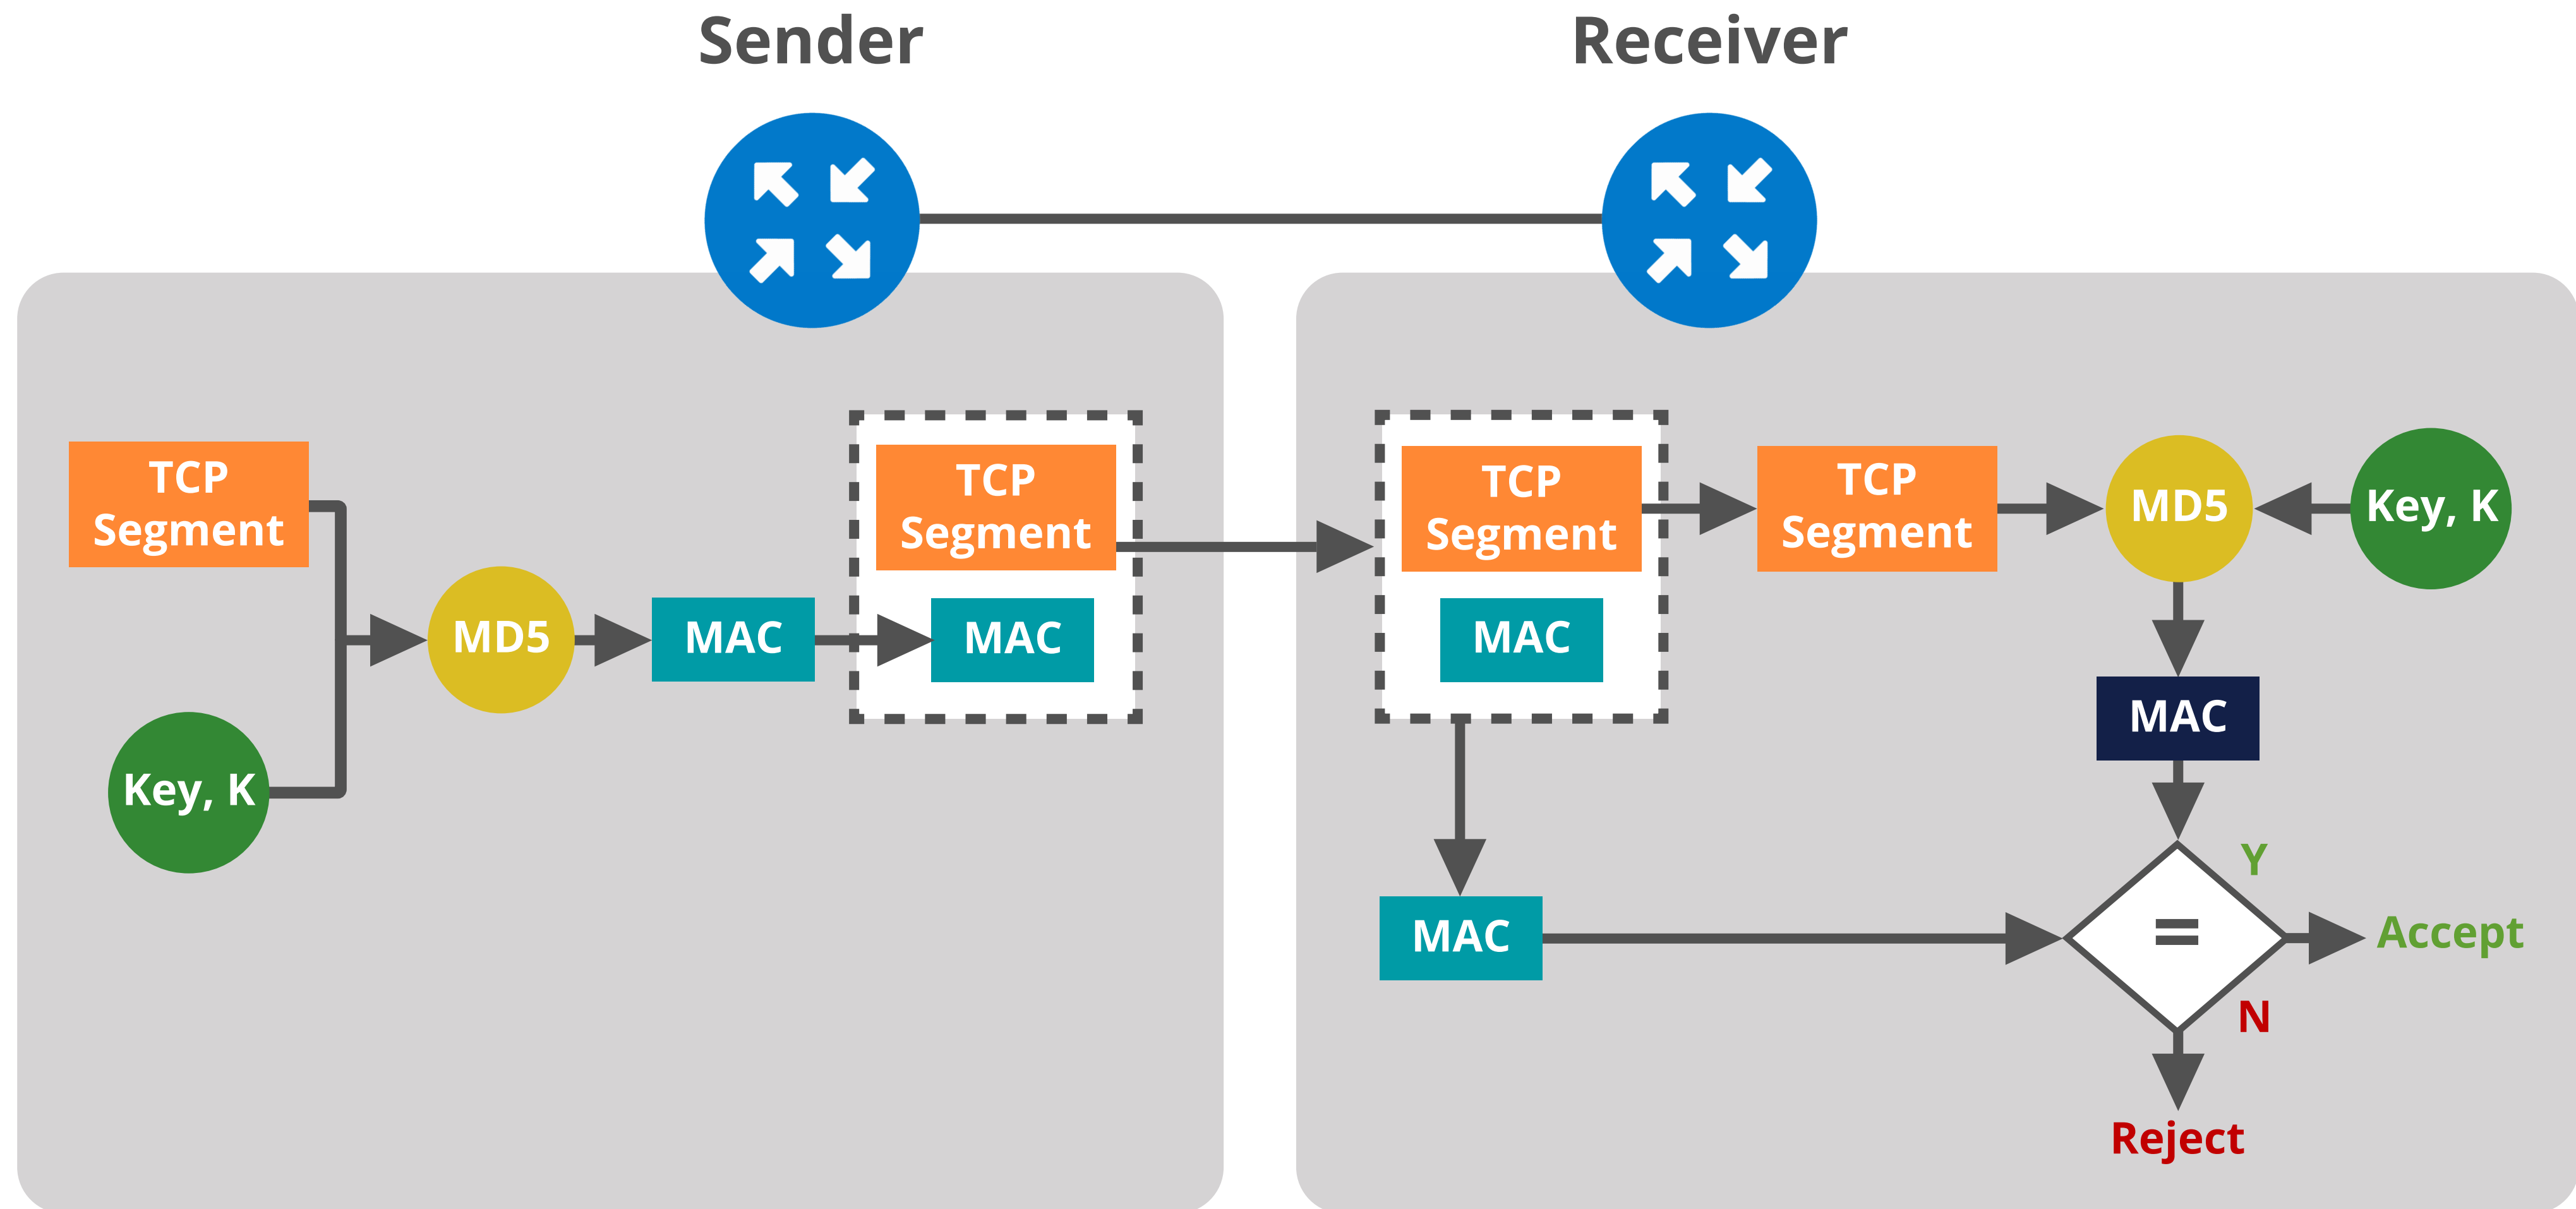 Sender
Receiver
TCP
Segment
Key, K
MD5
MAC
TCP
Segment
MAC
TCP
Segment
MAC
TCP
Segment
MD5
Key, K
MAC
MAC
=
Y
Accept
N
Reject